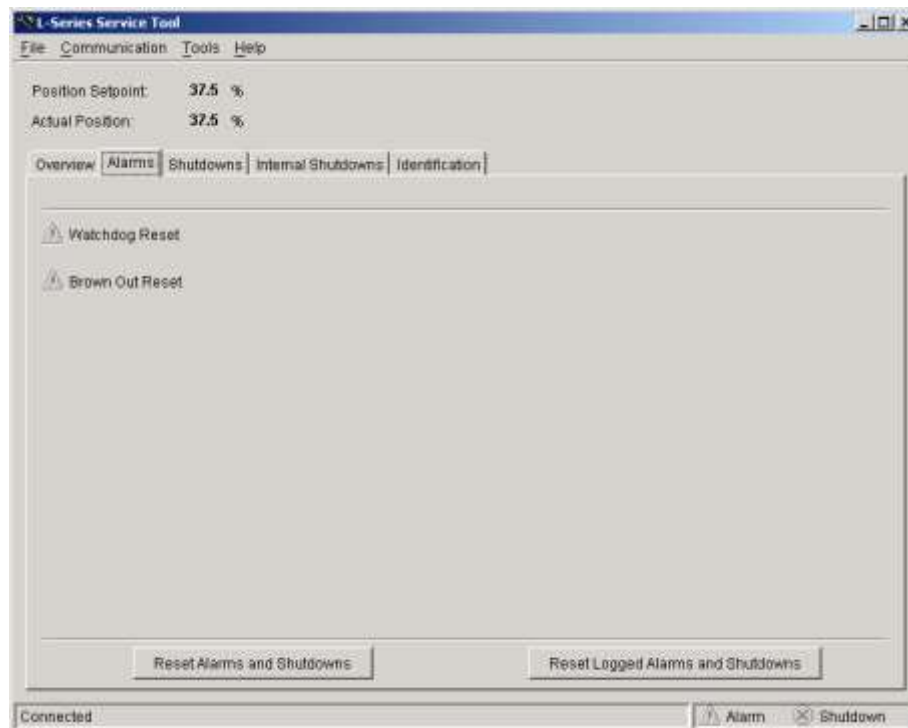 L-Series Service Tool
File Communication Tools Help
Position Setpoint: 37.5 %
Actual Position: 37.5 %
Overview Alarms Shutdowns Internal Shutdowns Identification
Watchdog Reset
Brown Out Reset
Reset Alarms and Shutdowns Reset Logged Alarms and Shutdowns
Connected Alarm Shutdown